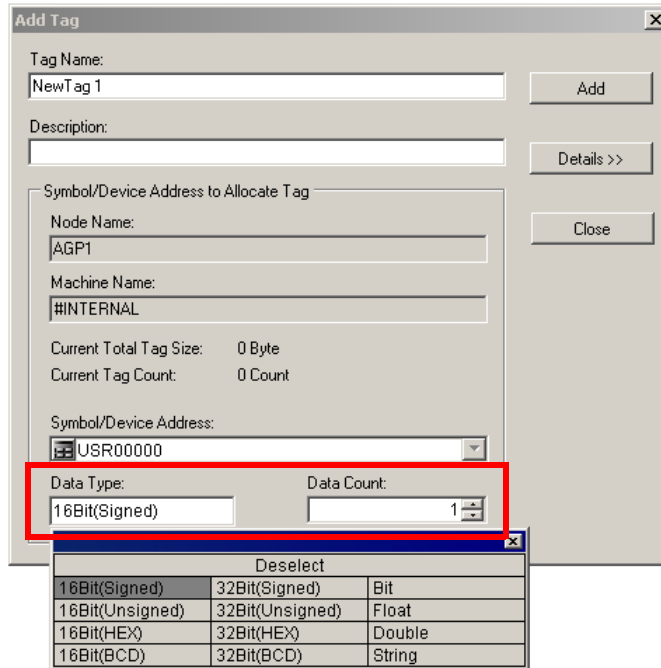 Add Tag
Tag Name:
NewTag 1
Add
Description:
Details >>
Symbol/Device Address to Allocate Tag
Node Name:
AGP1
Close
Machine Name:
#INTERNAL
Current Total Tag Size: 0 Byte
Current Tag Count: 0 Count
Symbol/Device Address:
USR00000
Data Type: Data Count:
16Bit(Signed) 1
Deselect
16Bit(Signed) 32Bit(Signed) Bit
16Bit(Unsigned) 32Bit(Unsigned) Float
16Bit(HEX) 32Bit(HEX) Double
16Bit(BCD) 32Bit(BCD) String